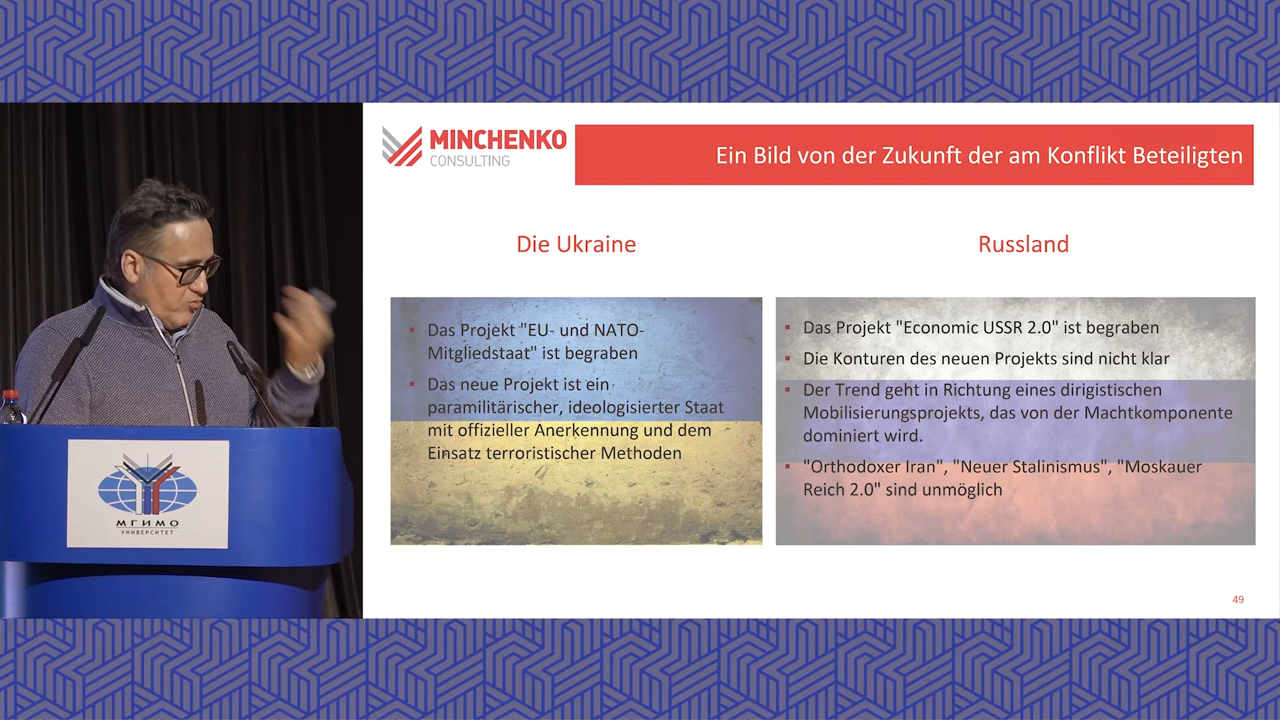 MINCHENKO
CONSULTING
Ein Bild von der Zukunft der am Konflikt Beteiligten
Die Ukraine
Das Projekt "EU- und NATO-
Mitgliedstaat" ist begraben
Das neue Projekt ist ein
paramilitärischer, ideologisierter Staat
mit offizieller Anerkennung und dem
Einsatz terroristischer Methoden
Russland
Das Projekt "Economic USSR 2.0" ist begraben
Die Konturen des neuen Projekts sind nicht klar
Der Trend geht in Richtung eines dirigistischen
Mobilisierungsprojekts, das von der Machtkomponente
dominiert wird.
"Orthodoxer Iran", "Neuer Stalinismus", "Moskauer
Reich 2.0" sind unmöglich
49
МГИМО
УНИВЕРСИТЕТ